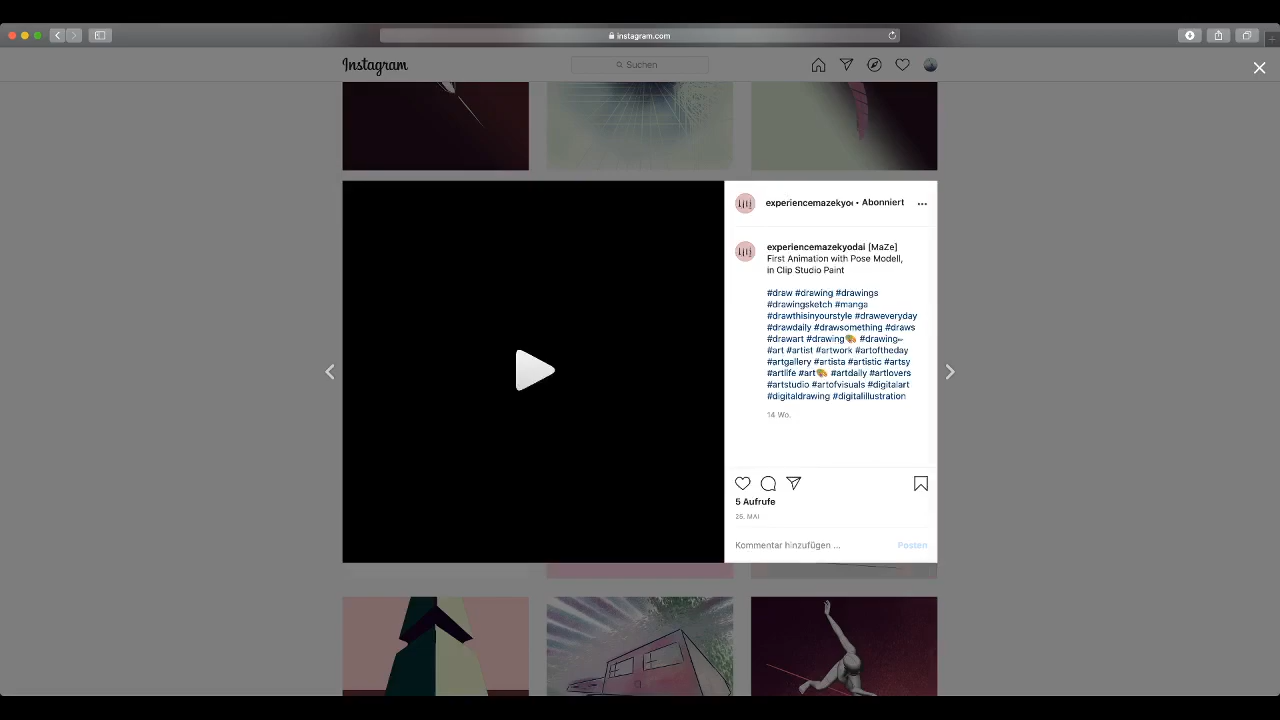 instagram.com
Instagram
Suchen
experiencemazekyo • Abonniert
experiencemazekyodai [MaZe]
First Animation with Pose Modell,
in Clip Studio Paint
#draw #drawing #drawings
#drawingsketch #manga
#drawthisinyourstyle #draweveryday
#drawdaily #drawsomething #draws
#drawart #drawing🎨 #drawing✏
#art #artist #artwork #artoftheday
#artgallery #artista #artistic #artsy
#artlife #art🎨 #artdaily #artlovers
#artstudio #artofvisuals #digitalart
#digitaldrawing #digitalillustration
14 Wo.
5 Aufrufe
26. MAI
Kommentar hinzufügen ...
Posten